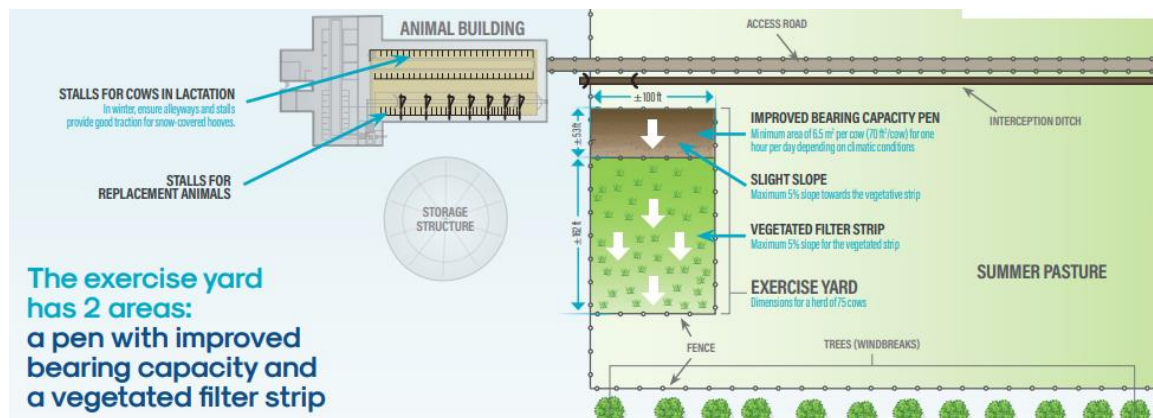 ANIMAL BUILDING
STALLS FOR COWS IN LACTATION
In winter, ensure alleyways and stalls
provide good traction for snow-covered hooves.
STALLS FOR
REPLACEMENT ANIMALS
STORAGE
STRUCTURE
The exercise yard
has 2 areas:
a pen with improved
bearing capacity and
a vegetated filter strip
ACCESS ROAD
INTERCEPTION DITCH
± 100 ft
± 53 ft
± 162 ft
IMPROVED BEARING CAPACITY PEN
Minimum area of 6.5 m² per cow (70 ft²/cow) for one
hour per day depending on climatic conditions
SLIGHT SLOPE
Maximum 5% slope towards the vegetative strip
VEGETATED FILTER STRIP
Maximum 5% slope for the vegetated strip
EXERCISE YARD
Dimensions for a herd of 75 cows
SUMMER PASTURE
FENCE
TREES (WINDBREAKS)